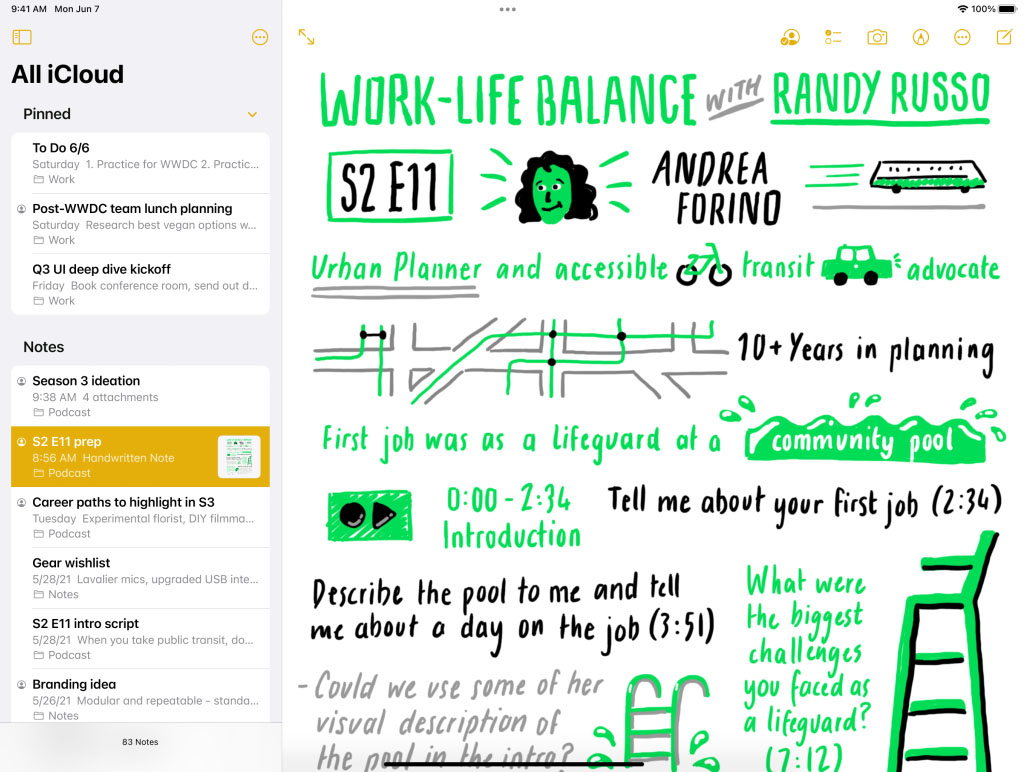 9:41 AM Mon Jun 7
100%
All iCloud
Pinned
To Do 6/6
Saturday 1. Practice for WWDC 2. Practic...
Work
Post-WWDC team lunch planning
Saturday Research best vegan options w...
Work
Q3 UI deep dive kickoff
Friday Book conference room, send out d...
Work
Notes
Season 3 ideation
9:38 AM 4 attachments
Podcast
S2 E11 prep
8:56 AM Handwritten Note
Podcast
Career paths to highlight in S3
Tuesday Experimental florist, DIY filmma...
Podcast
Gear wishlist
5/28/21 Lavalier mics, upgraded USB inte...
Notes
S2 E11 intro script
5/28/21 When you take public transit, do...
Podcast
Branding idea
5/26/21 Modular and repeatable - standa...
Notes
83 Notes
WORK-LIFE BALANCE WITH RANDY RUSSO
S2 E11
ANDREA
FORINO
Urban Planner and accessible transit advocate
10+ Years in planning
First job was as a lifeguard at a community pool
0:00 - 2:34
Introduction
Tell me about your first job (2:34)
Describe the pool to me and tell
me about a day on the job (3:51)
- Could we use some of her
visual description of
the pool in the intro?
What were
the biggest
challenges
you faced as
a lifeguard?
(7:12)